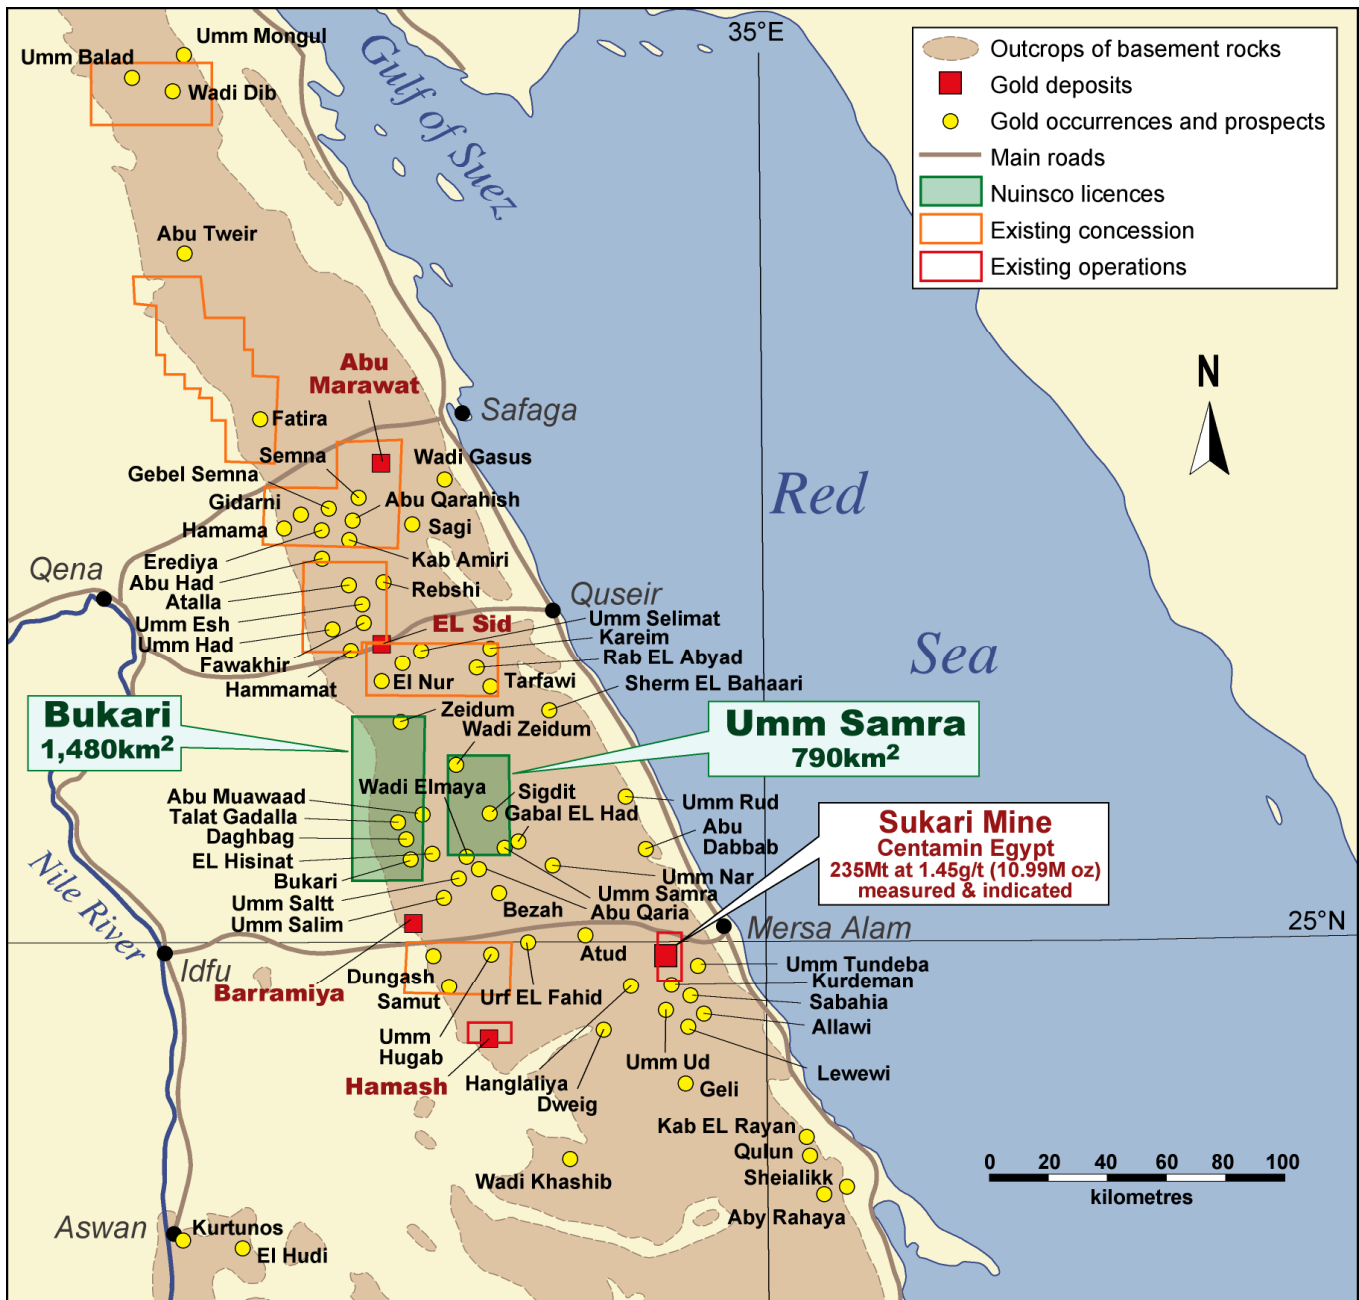 Umm Mongul
35°E
Umm Balad
Wadi Dib
Gulf of Suez
Outcrops of basement rocks
Gold deposits
Gold occurrences and prospects
Main roads
Nuinsco licences
Existing concession
Existing operations
Abu Tweir
Abu
Marawat
N
Fatira
Safaga
Semna
Wadi Gasus
Gebel Semna
Abu Qarahish
Gidarni
Sagi
Hamama
Red
Erediya
Kab Amiri
Qena
Abu Had
Rebshi
Atalla
Quseir
Umm Esh
EL Sid
Umm Selimat
Umm Had
Kareim
Fawakhir
Rab EL Abyad
Sea
Hammamat
El Nur
Tarfawi
Sherm EL Bahaari
Zeidum
Bukari
1,480km2
Wadi Zeidum
Umm Samra
790km2
Wadi Elmaya
Sigdit
Abu Muawaad
Umm Rud
Talat Gadalla
Gabal EL Had
Daghbag
Abu
Dabbab
Sukari Mine
Centamin Egypt
235Mt at 1.45g/t (10.99M oz)
measured & indicated
EL Hisinat
Bukari
Umm Nar
Umm Saltt
Umm Samra
Umm Salim
Bezah
Abu Qaria
Nile River
Mersa Alam
25°N
Idfu
Atud
Dungash
Umm Tundeba
Barramiya
Samut
Urf EL Fahid
Kurdeman
Sabahia
Allawi
Umm
Hugab
Umm Ud
Lewewi
Hamash
Hanglaliya
Geli
Dweig
Kab EL Rayan
Qulun
Wadi Khashib
Sheialikk
0 20 40 60 80 100
kilometres
Aby Rahaya
Aswan
Kurtunos
El Hudi